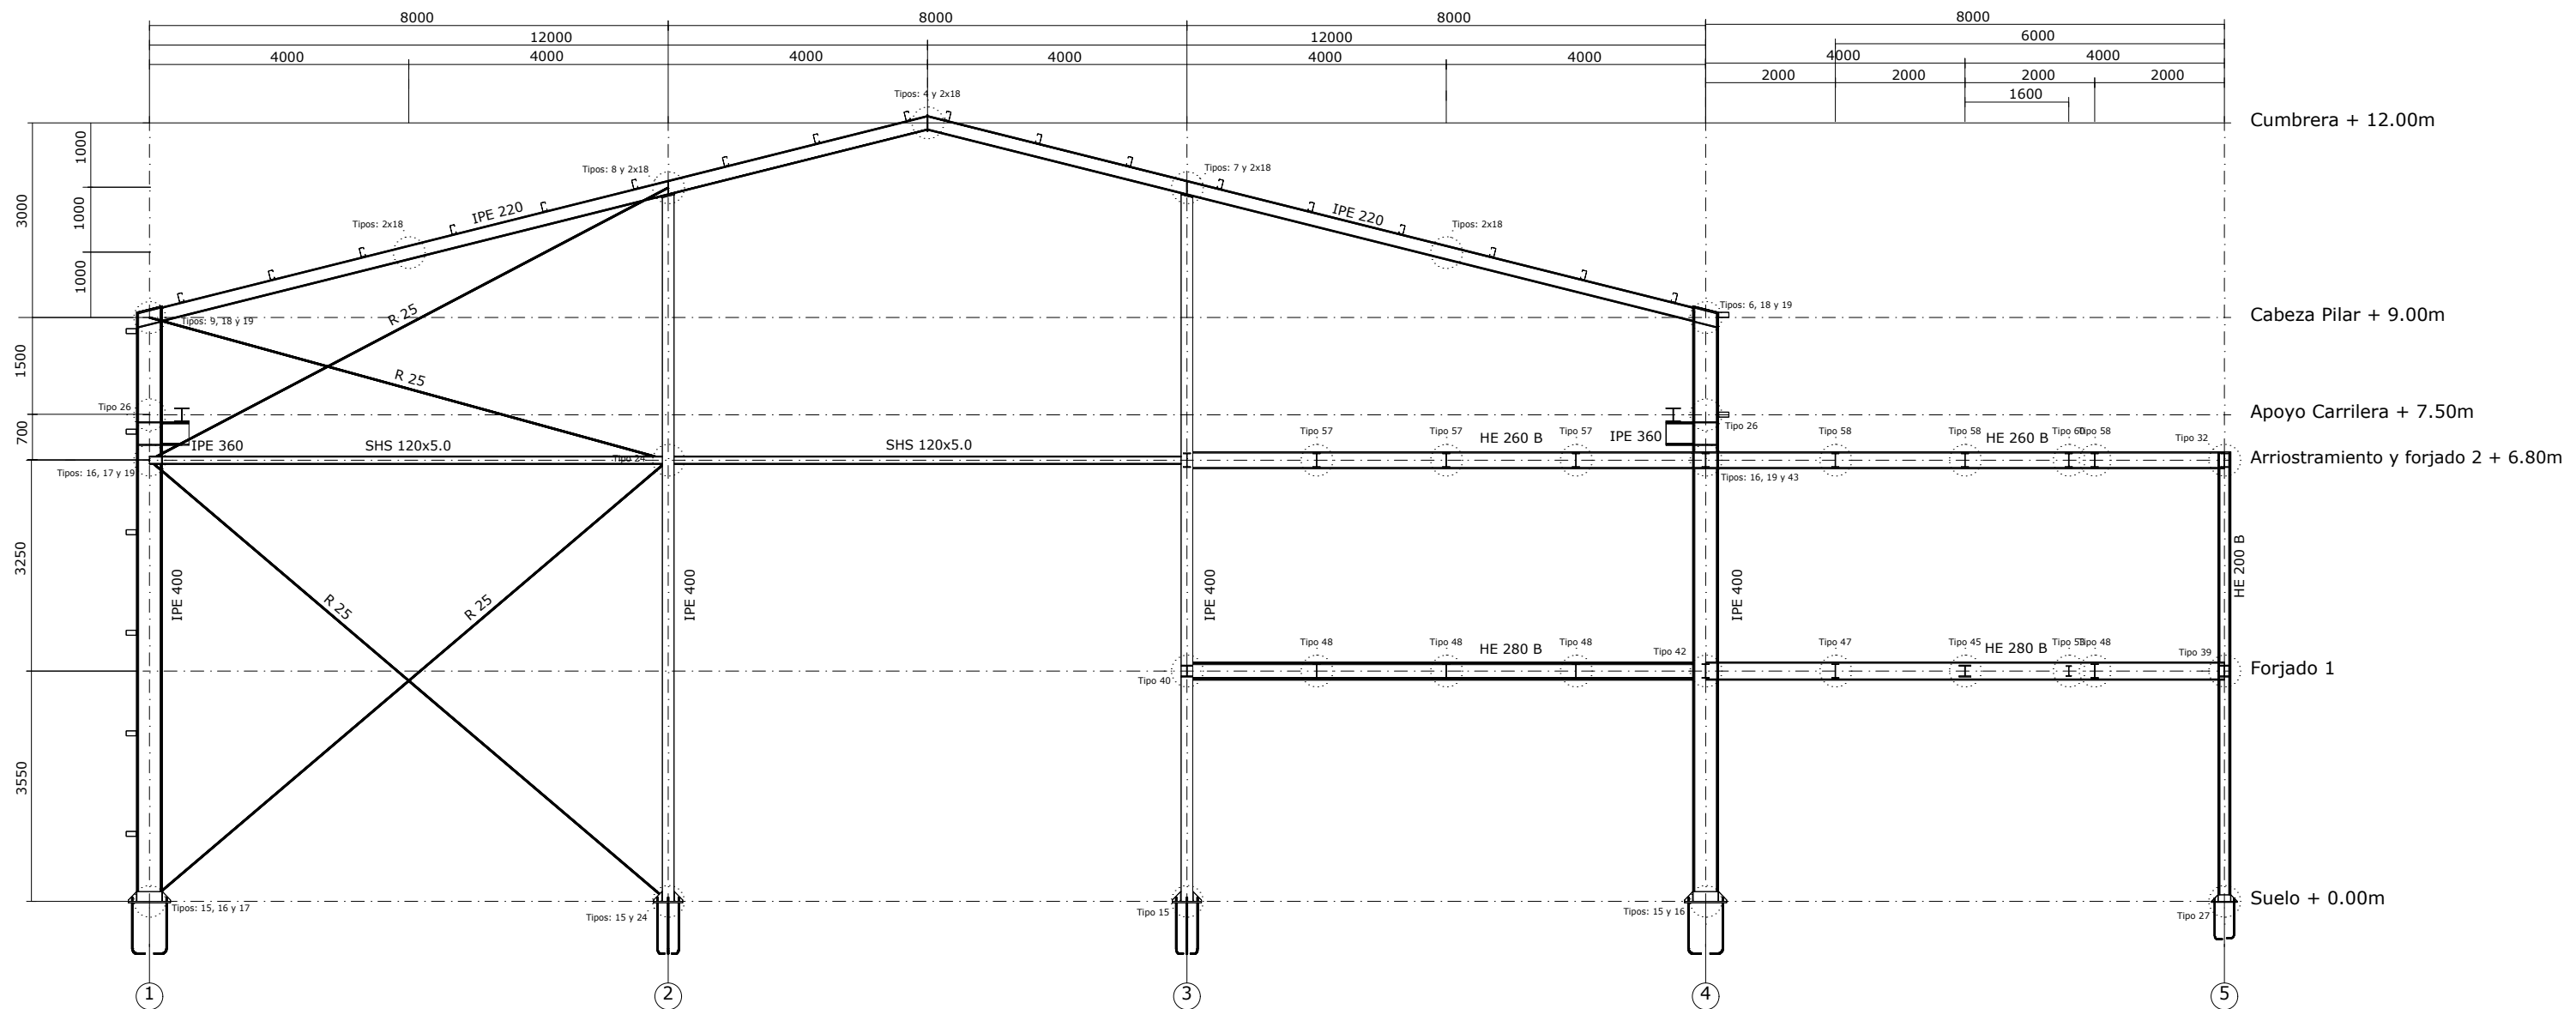 8000 8000 8000 8000
12000 12000 6000
4000 4000 4000 4000 4000 4000 4000 4000
2000 2000 2000 2000
1600
Tipos: 4 y 2x18
Cumbrera + 12.00m
1000
Tipos: 8 y 2x18
Tipos: 7 y 2x18
3000
1000
IPE 220
IPE 220
Tipos: 2x18
Tipos: 2x18
1000
R 25
Tipos: 9, 18 y 19
Tipos: 6, 18 y 19
Cabeza Pilar + 9.00m
1500
R 25
Tipo 26
Apoyo Carrilera + 7.50m
Tipo 26
700
IPE 360
SHS 120x5.0
SHS 120x5.0
Tipo 57
Tipo 57
HE 260 B
Tipo 57
IPE 360
Tipo 58
Tipo 58
HE 260 B
Tipo 58
Tipo 32
Tipos: 16, 17 y 19
Arriostramiento y forjado 2 + 6.80m
Tipos: 16, 19 y 43
3250
IPE 400
IPE 400
IPE 400
IPE 400
HE 200 B
R 25
R 25
Tipo 48
Tipo 48
HE 280 B
Tipo 48
Tipo 42
Tipo 47
Tipo 45
HE 280 B
Tipo 48
Tipo 39
Tipo 40
Forjado 1
3550
Suelo + 0.00m
Tipos: 15, 16 y 17
Tipos: 15 y 24
Tipo 15
Tipos: 15 y 16
Tipo 27
1 2 3 4 5